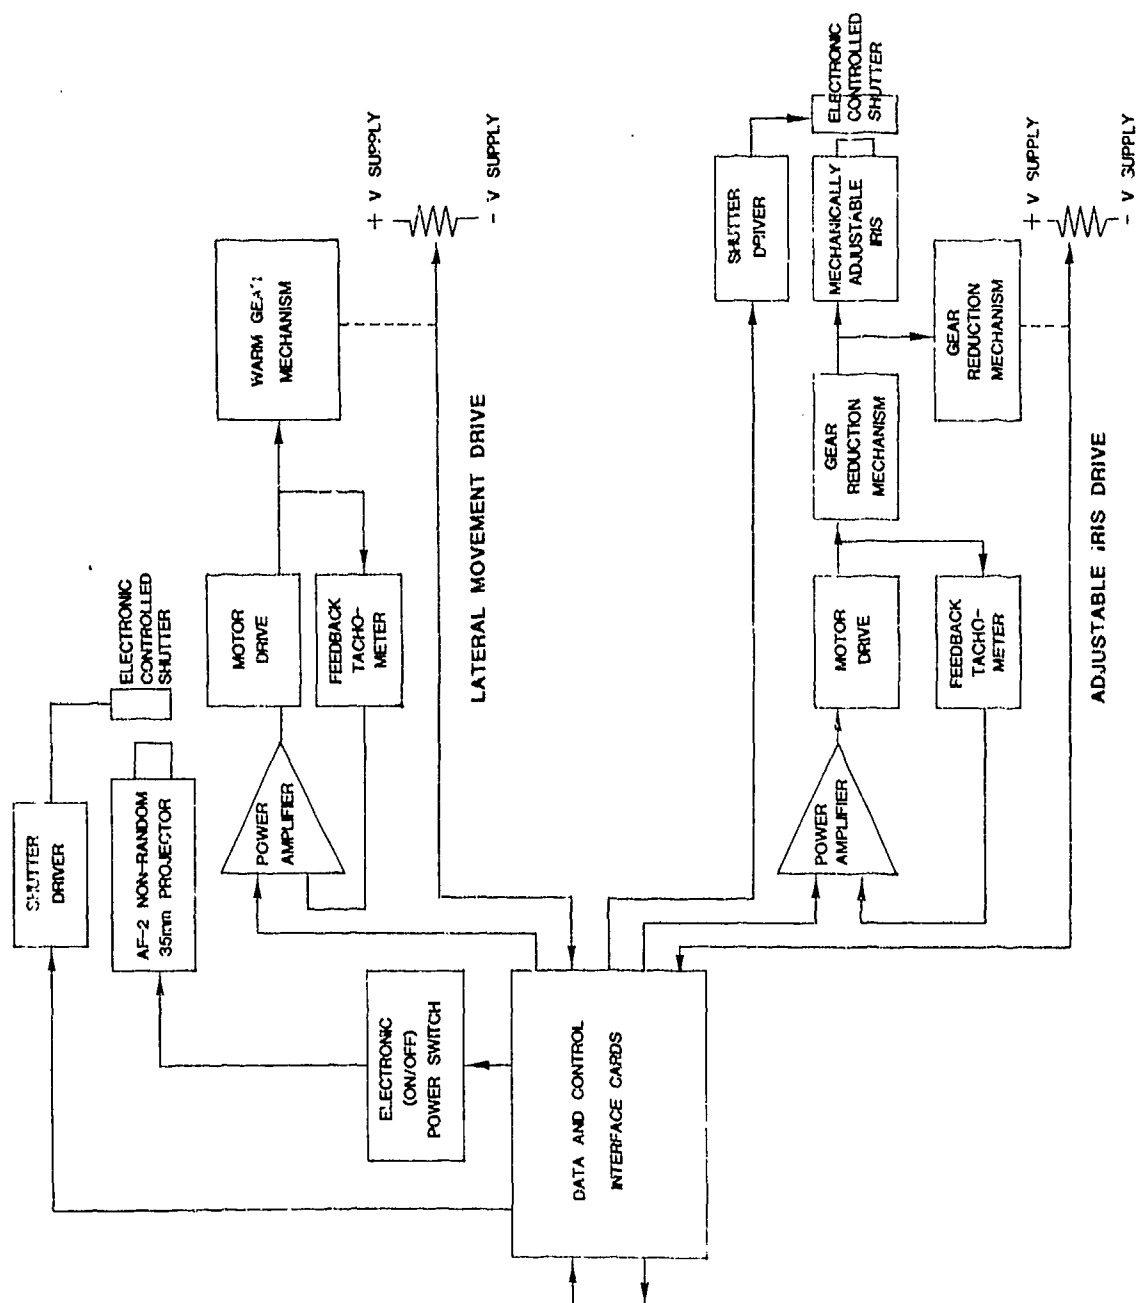 SHUTTER
DRIVER
AF-2 NON-RANDOM
35mm PROJECTOR
ELECTRONIC
CONTROLLED
SHUTTER
POWER
AMPLIFIER
MOTOR
DRIVE
WARM GEAR
MECHANISM
FEEDBACK
TACHO-
METER
+ V SUPPLY
- V SUPPLY
ELECTRONIC
(ON/OFF)
POWER SWITCH
LATERAL MOVEMENT DRIVE
DATA AND CONTROL
INTERFACE CARDS
SHUTTER
DRIVER
ELECTRONIC
CONTROLLED
SHUTTER
POWER
AMPLIFIER
MOTOR
DRIVE
GEAR
REDUCTION
MECHANISM
MECHANICALLY
ADJUSTABLE
IRIS
FEEDBACK
TACHO-
METER
GEAR
REDUCTION
MECHANISM
+ V SUPPLY
- V SUPPLY
ADJUSTABLE IRIS DRIVE